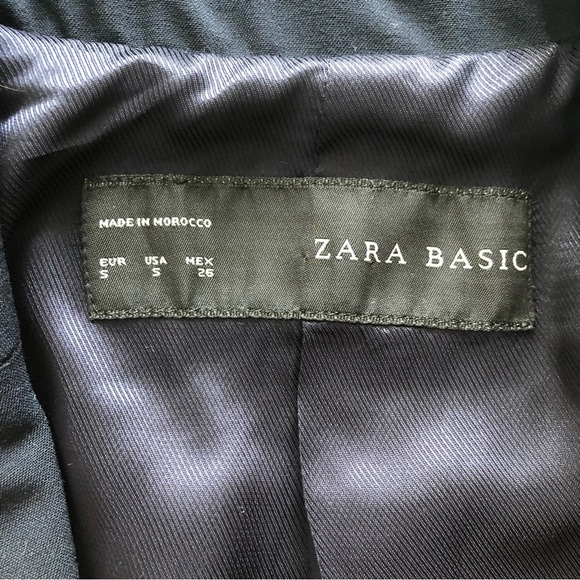 MADE IN MOROCCO
EUR USA MEX
S S 26
ZARA BASIC